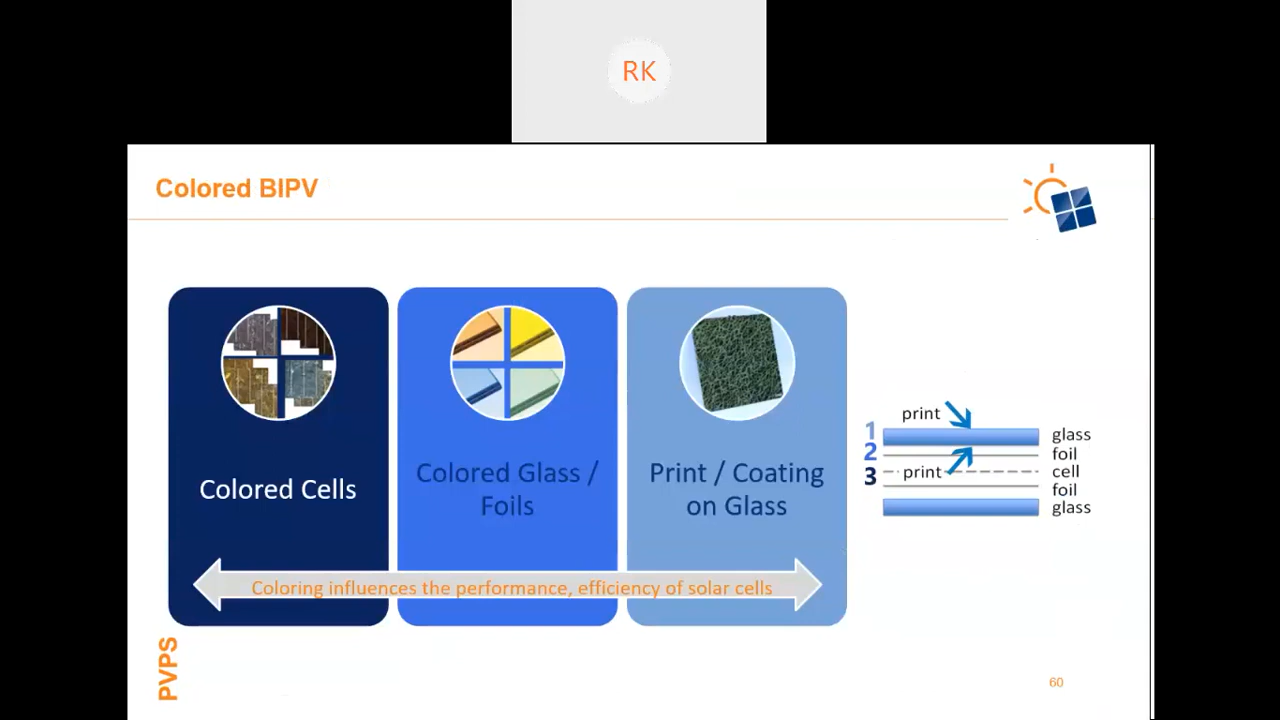 RK
Colored BIPV
Colored Cells
Colored Glass /
Foils
Print / Coating
on Glass
Coloring influences the performance, efficiency of solar cells
print
1
glass
2
foil
3
print
cell
foil
glass
PVPS
60